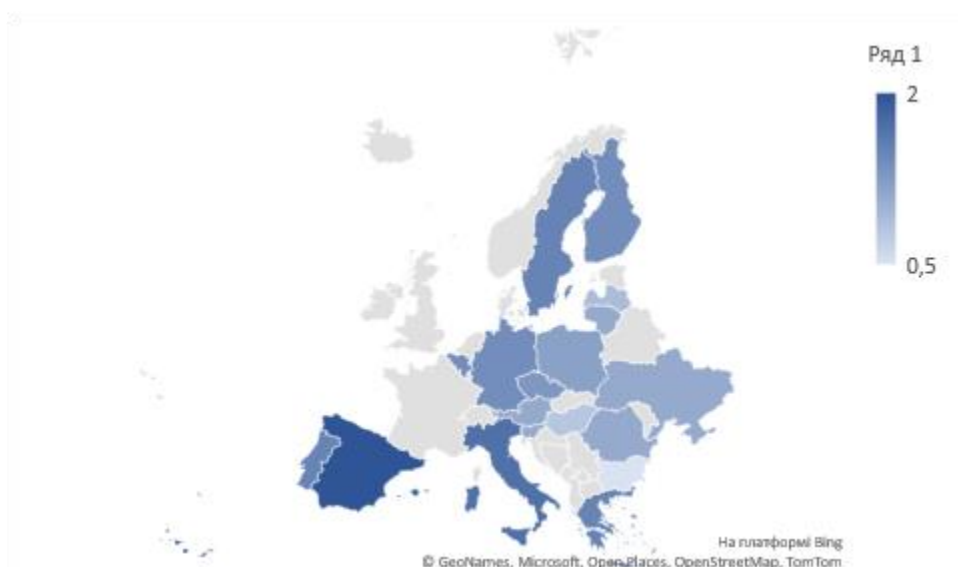 Ряд 1
2
0,5
На платформі Bing
© GeoNames, Microsoft, Open Places, OpenStreetMap, TomTom